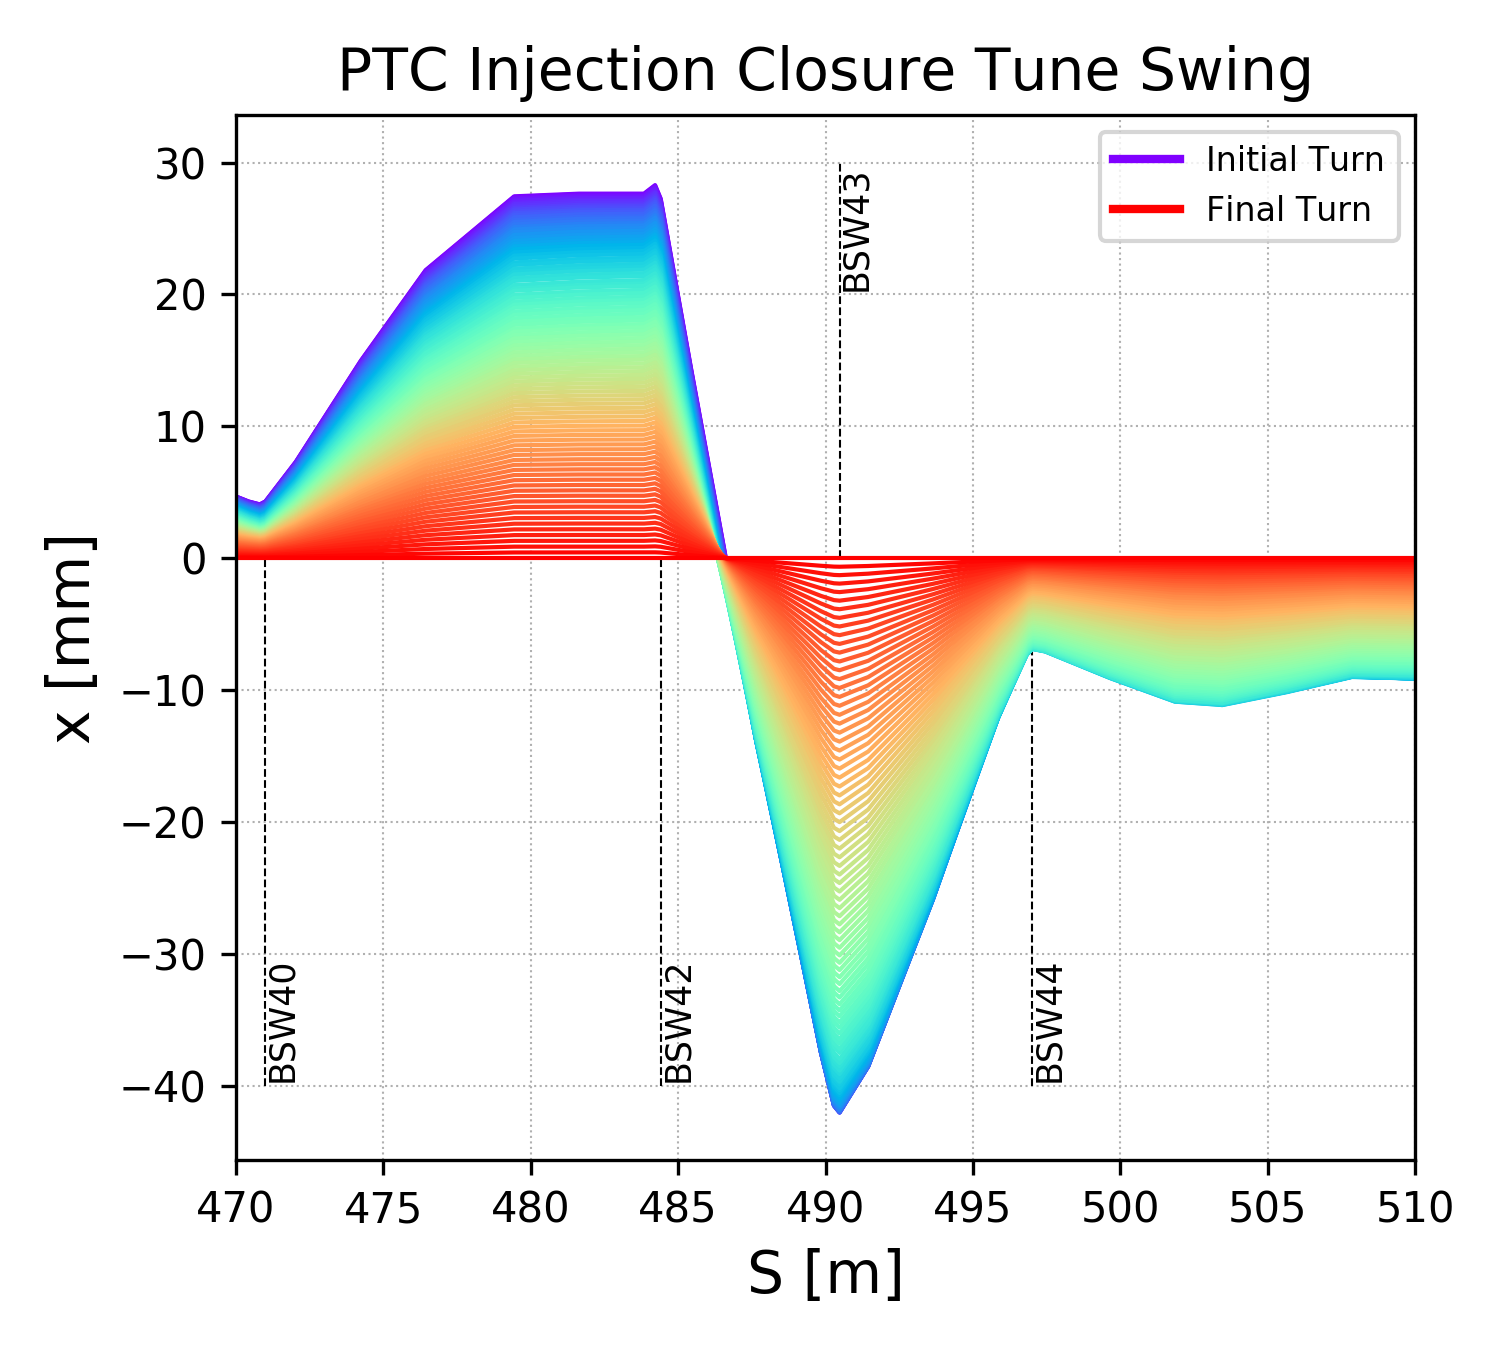 PTC Injection Closure Tune Swing
Initial Turn
Final Turn
x [mm]
30
20
10
0
−10
−20
−30
−40
BSW40
BSW42
BSW43
BSW44
470 475 480 485 490 495 500 505 510
S [m]